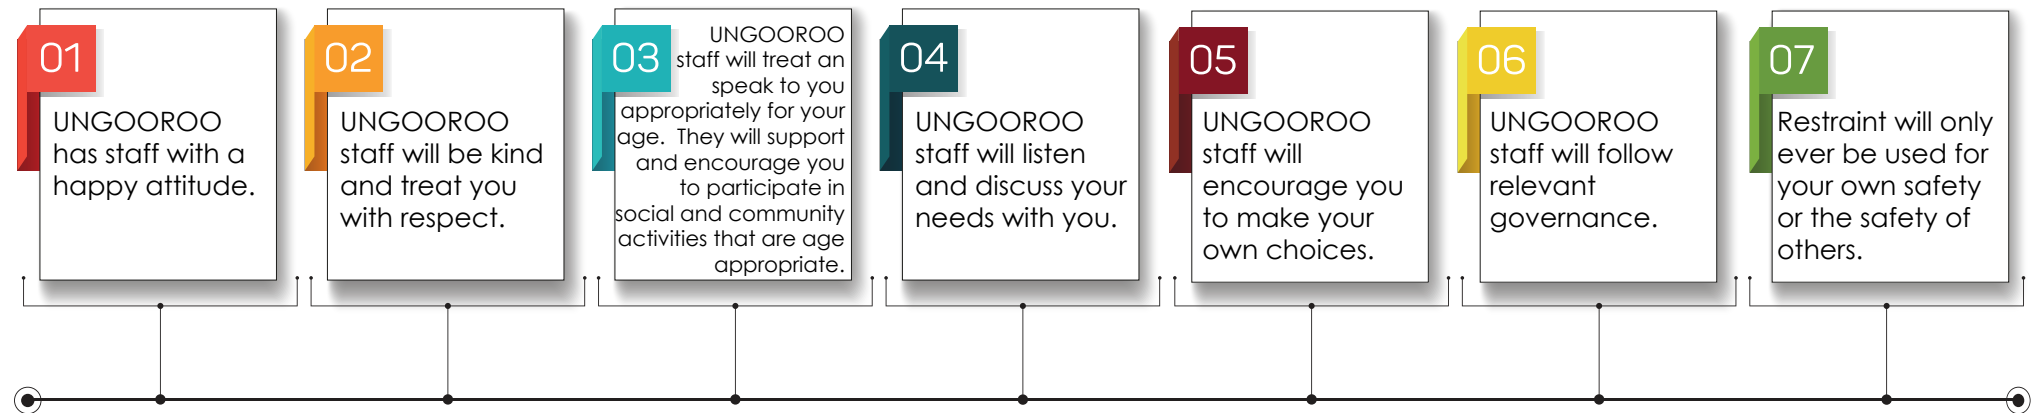 01
UNGOOROO
has staff with a
happy attitude.
02
UNGOOROO
staff will be kind
and treat you
with respect.
03
UNGOOROO
staff will treat an
speak to you
appropriately for your
age. They will support
and encourage you
to participate in
social and community
activities that are age
appropriate.
04
UNGOOROO
staff will listen
and discuss your
needs with you.
05
UNGOOROO
staff will
encourage you
to make your
own choices.
06
UNGOOROO
staff will follow
relevant
governance.
07
Restraint will only
ever be used for
your own safety
or the safety of
others.